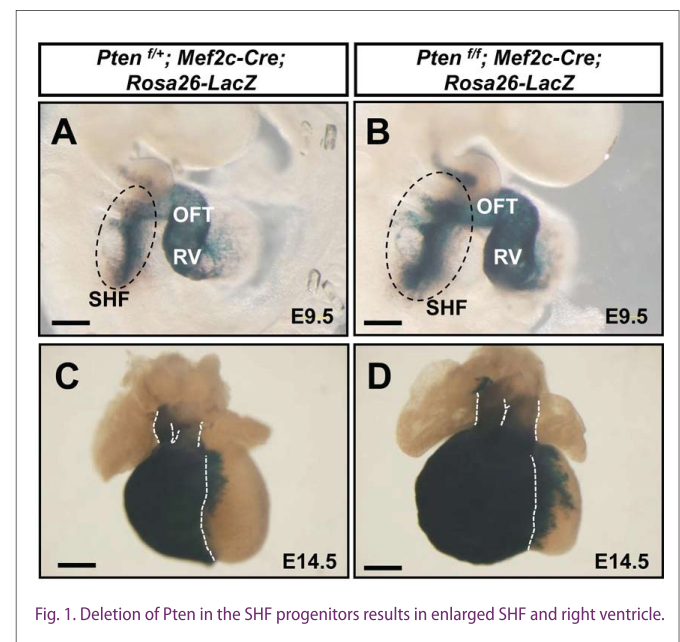 Pten f/+; Mef2c-Cre;
Rosa26-LacZ
Pten f/f; Mef2c-Cre;
Rosa26-LacZ
A
OFT
RV
SHF
E9.5
B
OFT
RV
SHF
E9.5
C
E14.5
D
E14.5
Fig. 1. Deletion of Pten in the SHF progenitors results in enlarged SHF and right ventricle.